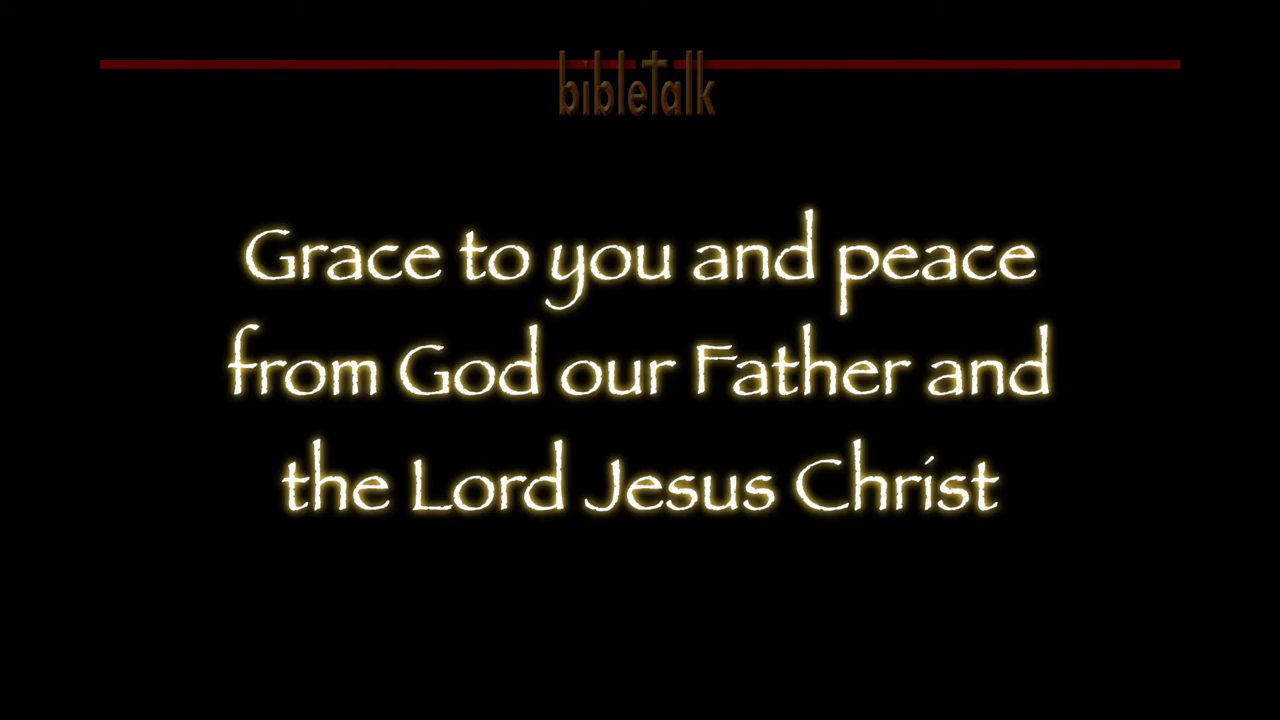 bibleTalk
Grace to you and peace
from God our Father and
the Lord Jesus Christ